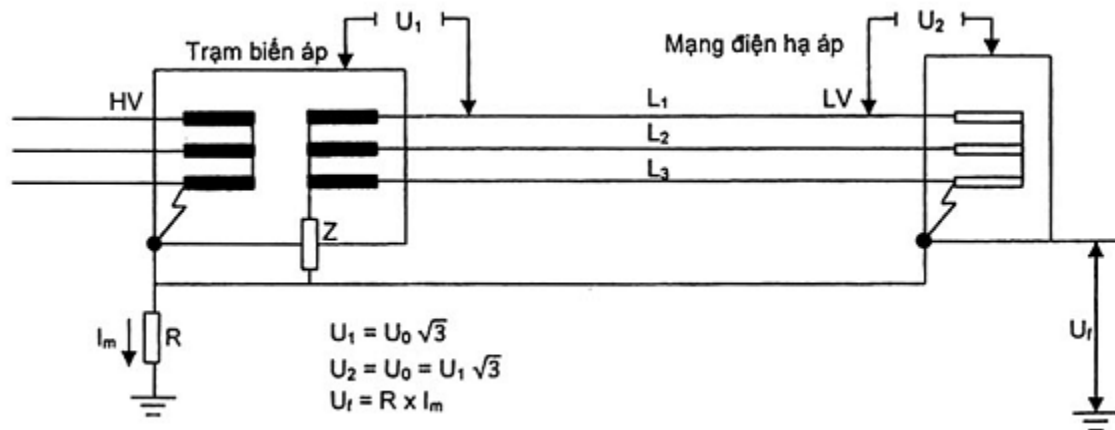 U₁
U₂
Trạm biến áp
Mạng điện hạ áp
HV
L₁
LV
L₂
L₃
Z
Iₘ
R
U₁ = U₀ √3
U₂ = U₀ = U₁ √3
Uf = R x Iₘ
Uf